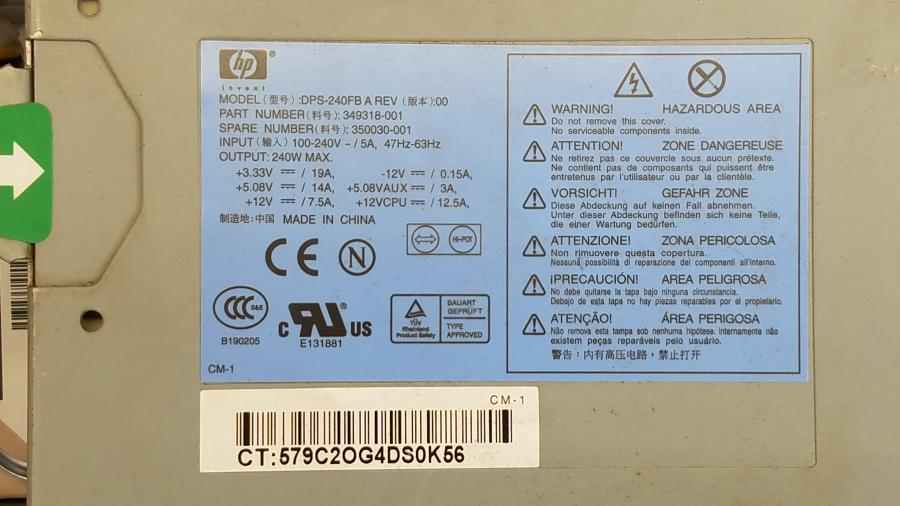 hp®
invent
MODEL (型号) :DPS-240FB A REV (版本):00
PART NUMBER(料号): 349318-001
SPARE NUMBER(料号): 350030-001
INPUT(输入) 100-240V ~ / 5A, 47Hz-63Hz
OUTPUT: 240W MAX.
+3.33V / 19A, -12V / 0.15A,
+5.08V / 14A, +5.08VAUX / 3A,
+12V / 7.5A, +12VCPU / 12.5A,
制造地:中国 MADE IN CHINA
CE N HI-POT
CCC S&E
B190205
c RU® US
E131881
TÜV
Rheinland
Product Safety
BAUART
GEPRÜFT
TYPE
APPROVED
CM-1
WARNING! HAZARDOUS AREA
Do not remove this cover.
No serviceable components inside.
ATTENTION! ZONE DANGEREUSE
Ne retirez pas ce couvercle sous aucun prétexte.
Ne contient pas de composants qui puissent être
entretenus par l'utilisateur ou par la clientèle.
VORSICHT! GEFAHR ZONE
Diese Abdeckung auf keinen Fall abnehmen.
Unter dieser Abdeckung befinden sich keine Teile,
die einer Wartung bedürfen.
ATTENZIONE! ZONA PERICOLOSA
Non rimuovere questa copertura.
Nessuna possibilità di reparazione dei componenti all'interno.
IPRECAUCIÓN! AREA PELIGROSA
No debe quitarse la tapa bajo ninguna circunstancia.
Debajo de esta tapa no hay piezas reparables por el propietario.
ATENÇÃO! ÁREA PERIGOSA
Não remova esta tampa sob nenhuma hipótese. Internamente não
existem peças reparáveis pelo usuário.
警告: 内有高压电路, 禁止打开
CM-1
CT:579C2OG4DS0K56